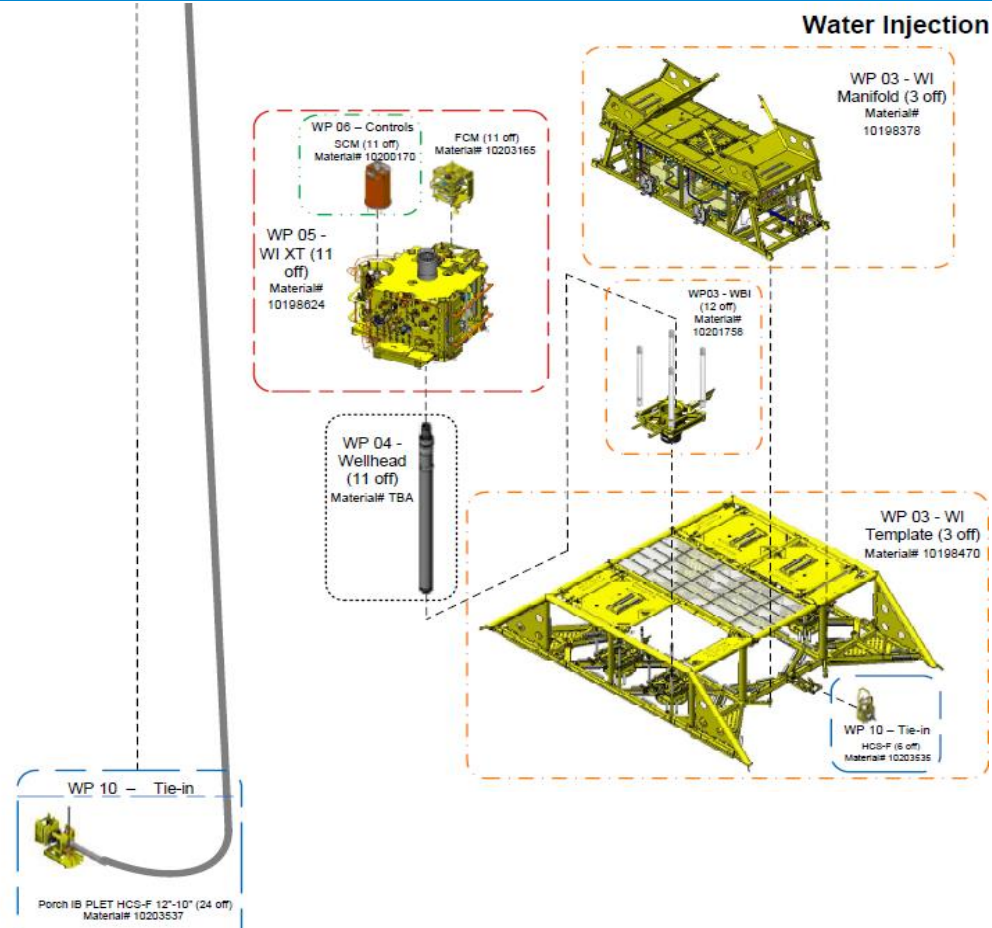 Water Injection
WP 03 - WI
Manifold (3 off)
Material#
10198378
WP 06 – Controls
SCM (11 off)
Material# 10200170
FCM (11 off)
Material# 10203165
WP 05 -
WI XT (11
off)
Material#
10198624
WP03 - WBI
(12 off)
Material#
10201758
WP 04 -
Wellhead
(11 off)
Material# TBA
WP 03 - WI
Template (3 off)
Material# 10198470
WP 10 – Tie-in
HCS-F (6 off)
Material# 10203535
WP 10 – Tie-in
Porch IB PLET HCS-F 12"-10" (24 off)
Material# 10203537